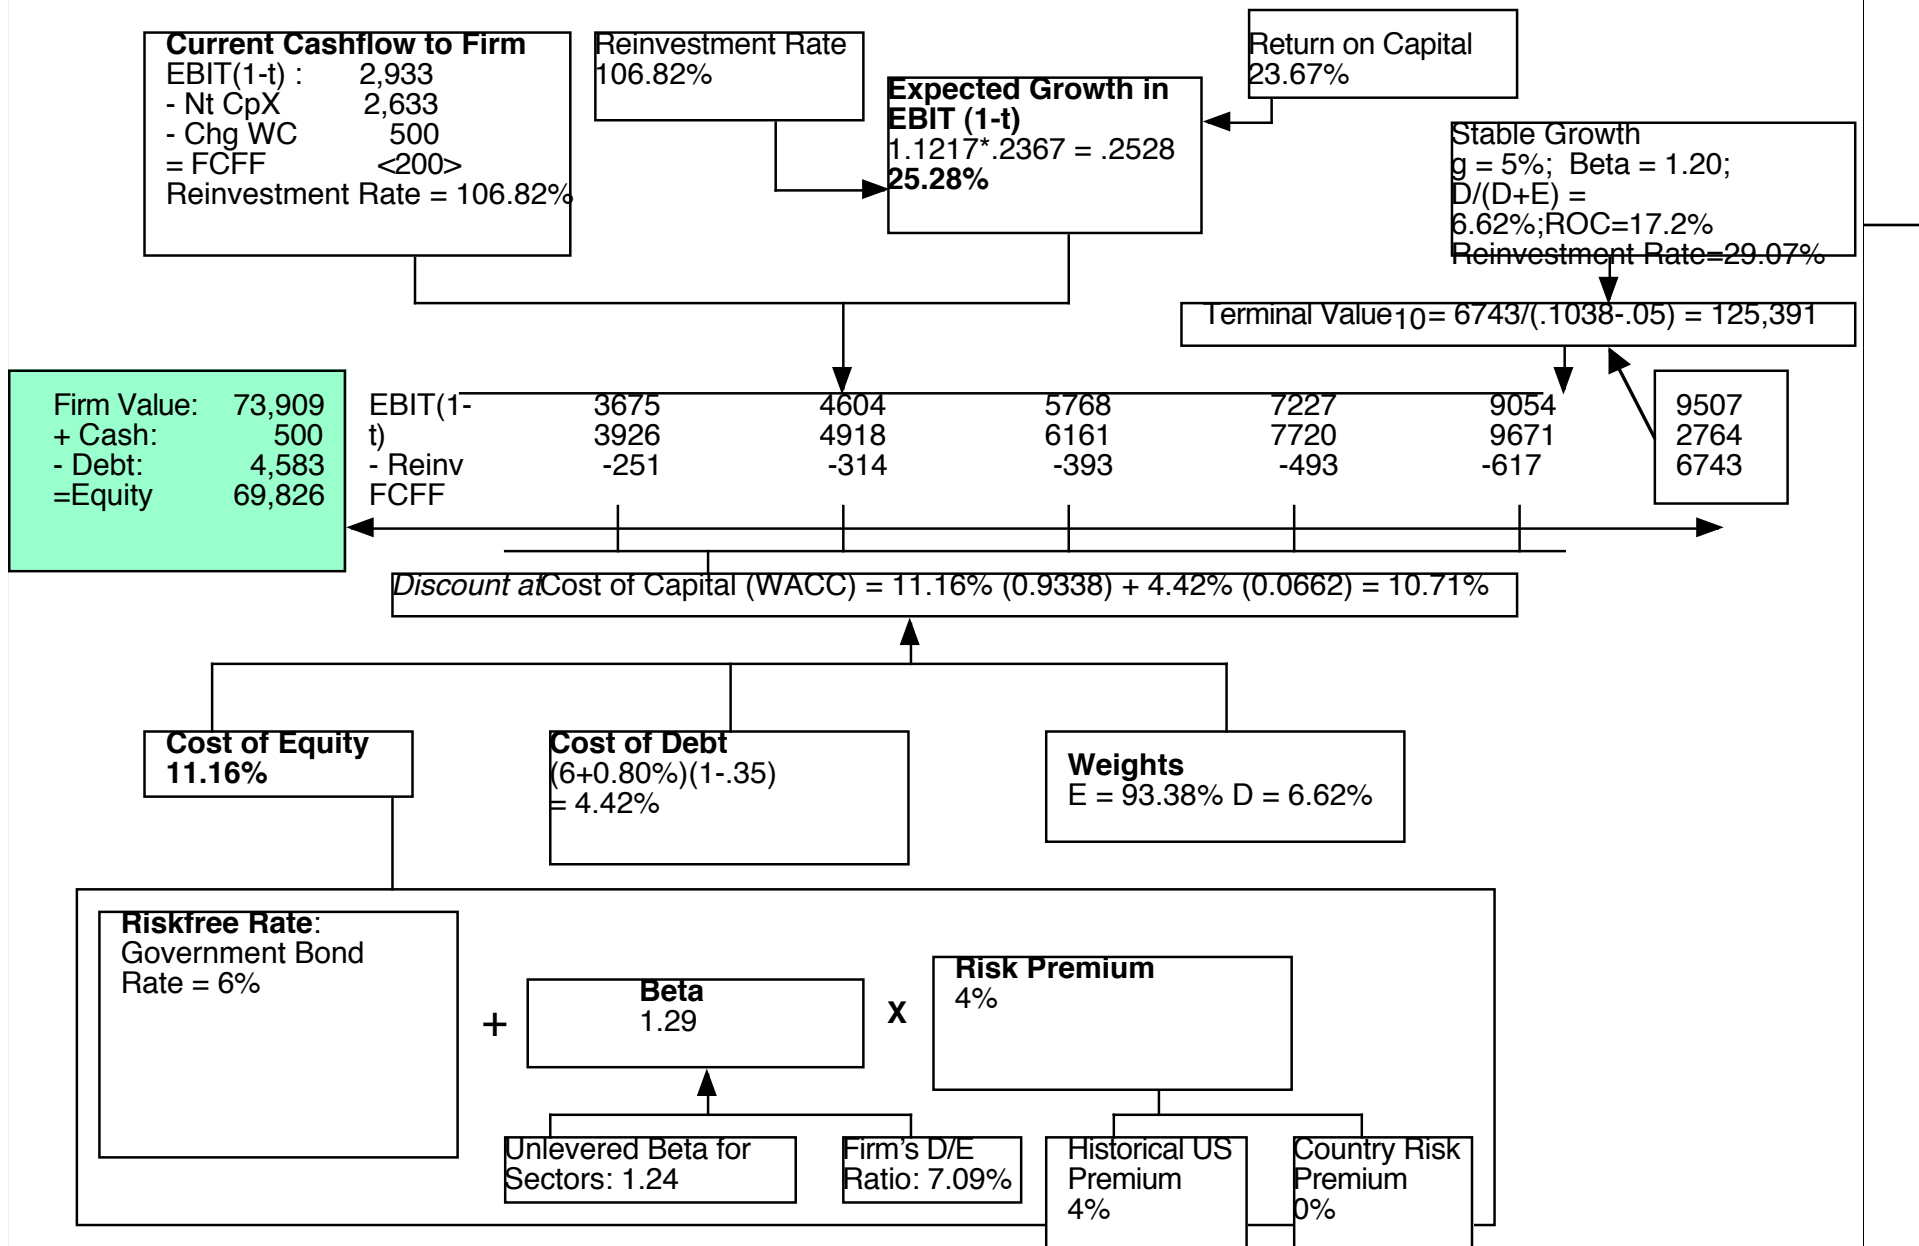 Current Cashflow to Firm
EBIT(1-t) : 2,933
- Nt CpX 2,633
- Chg WC 500
= FCFF <200>
Reinvestment Rate = 106.82%
Reinvestment Rate
106.82%
Expected Growth in
EBIT (1-t)
1.1217*.2367 = .2528
25.28%
Return on Capital
23.67%
Stable Growth
g = 5%; Beta = 1.20;
D/(D+E) =
6.62%;ROC=17.2%
Reinvestment Rate=29.07%
Terminal Value10= 6743/(.1038-.05) = 125,391
Firm Value: 73,909
+ Cash: 500
- Debt: 4,583
=Equity 69,826
EBIT(1-
t)
- Reinv
FCFF
3675 4604 5768 7227 9054
3926 4918 6161 7720 9671
-251 -314 -393 -493 -617
9507
2764
6743
Discount at Cost of Capital (WACC) = 11.16% (0.9338) + 4.42% (0.0662) = 10.71%
Cost of Equity
11.16%
Cost of Debt
(6+0.80%)(1-.35)
= 4.42%
Weights
E = 93.38% D = 6.62%
Riskfree Rate:
Government Bond
Rate = 6%
+
Beta
1.29
X
Risk Premium
4%
Unlevered Beta for
Sectors: 1.24
Firm’s D/E
Ratio: 7.09%
Historical US
Premium
4%
Country Risk
Premium
0%